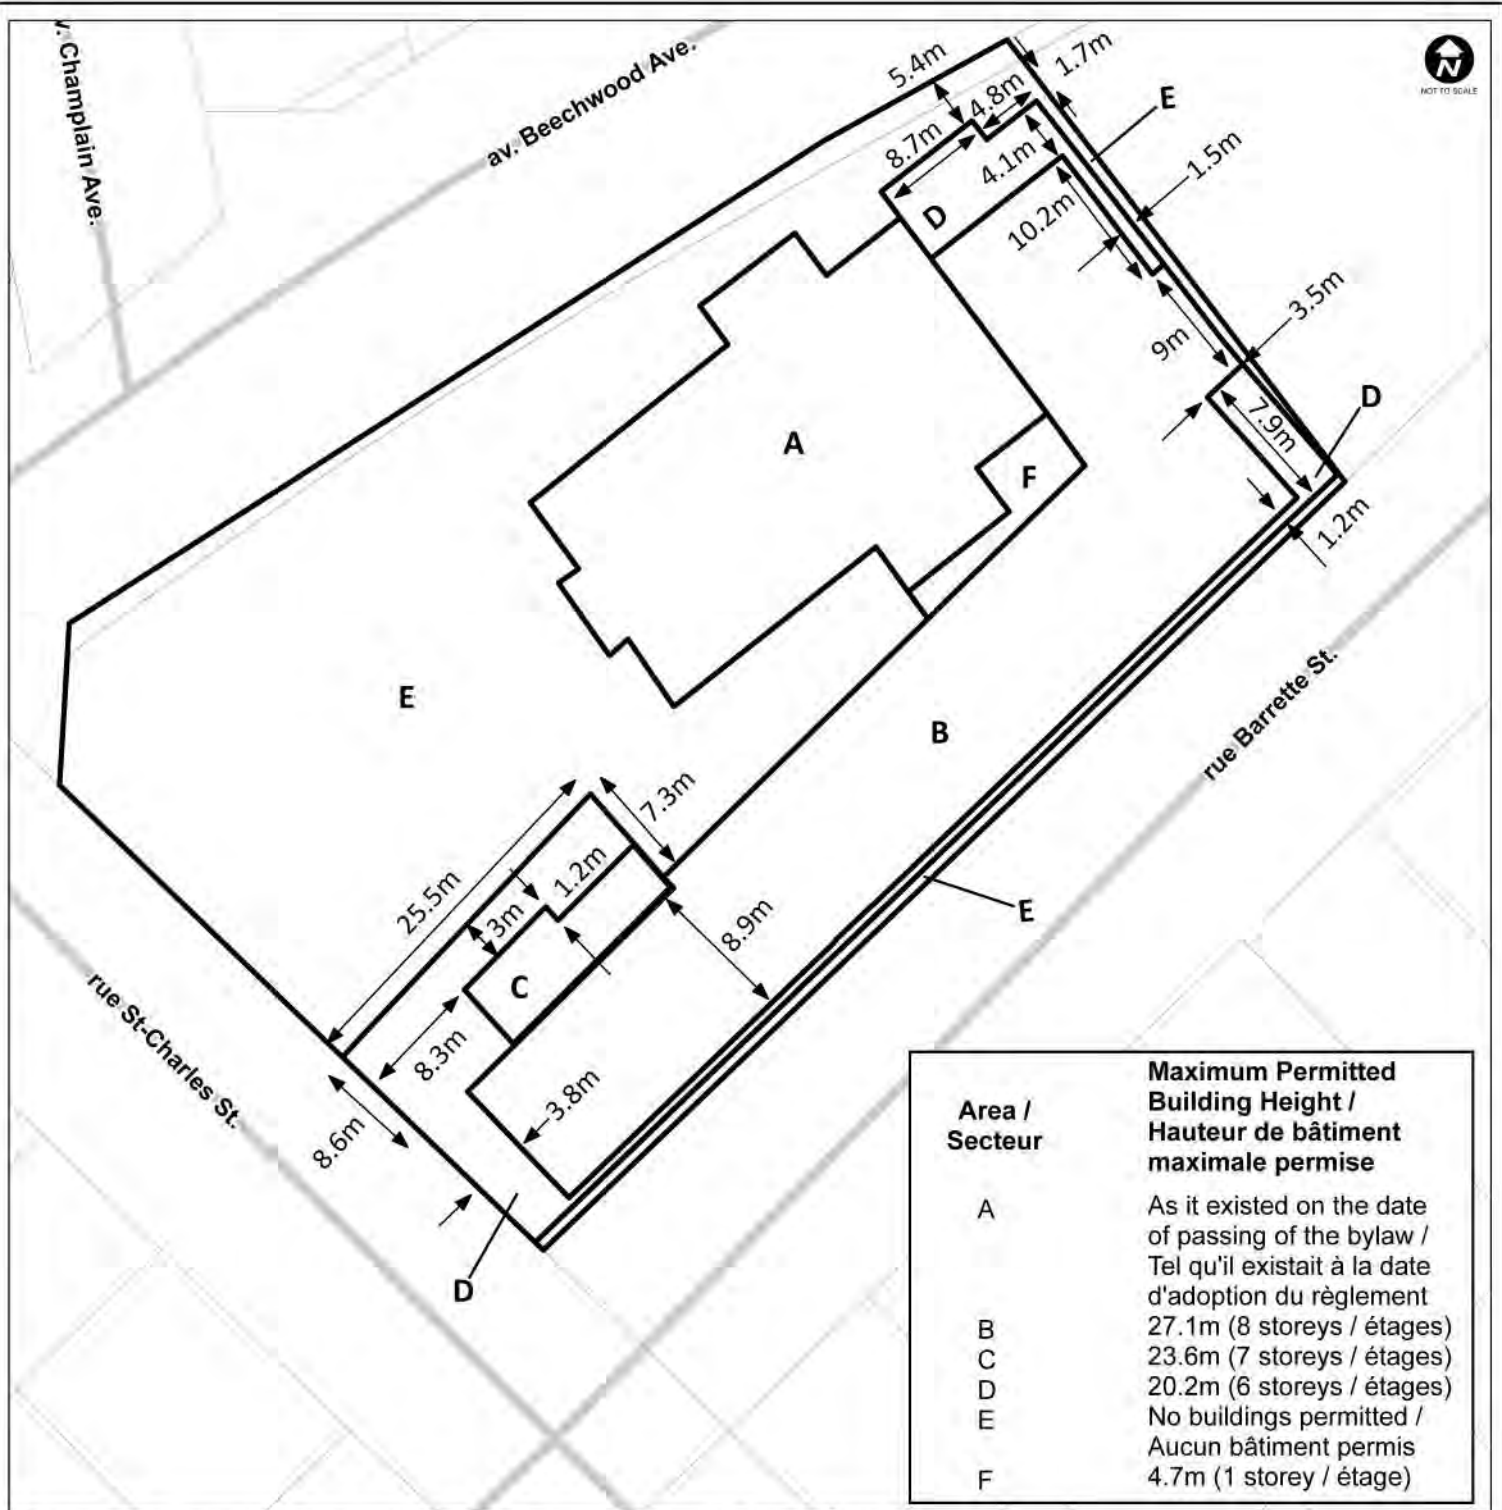 v. Champlain Ave.
av. Beechwood Ave.
N
NOT TO SCALE
5.4m
1.7m
4.8m
E
8.7m
4.1m
1.5m
D
10.2m
3.5m
9m
D
7.9m
A
F
1.2m
E
B
rue Barrette St.
7.3m
25.5m
1.2m
3m
8.9m
E
C
8.3m
3.8m
rue St-Charles St.
8.6m
D
Area /
Secteur
Maximum Permitted
Building Height /
Hauteur de bâtiment
maximale permise
A As it existed on the date
of passing of the bylaw /
Tel qu'il existait à la date
d'adoption du règlement
B 27.1m (8 storeys / étages)
C 23.6m (7 storeys / étages)
D 20.2m (6 storeys / étages)
E No buildings permitted /
Aucun bâtiment permis
F 4.7m (1 storey / étage)